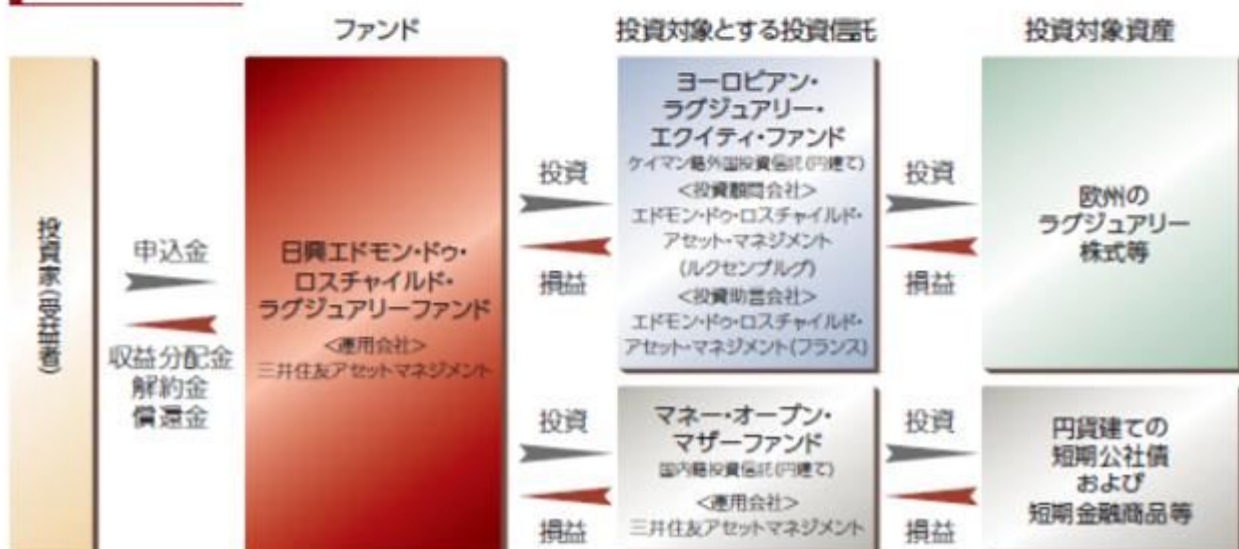 ファンド
投資対象とする投資信託
投資対象資産
投資家(受益者)
申込金
収益分配金
解約金
償還金
日興エドモン・ドゥ・
ロスチャイルド・
ラグジュアリーファンド
<運用会社>
三井住友アセットマネジメント
投資
損益
ヨーロピアン・
ラグジュアリー・
エクイティ・ファンド
ケイマン籍外国投資信託(円建て)
<投資顧問会社>
エドモン・ドゥ・ロスチャイルド・
アセット・マネジメント
(ルクセンブルグ)
<投資助言会社>
エドモン・ドゥ・ロスチャイルド・
アセット・マネジメント(フランス)
投資
損益
欧州の
ラグジュアリー
株式等
投資
損益
マネー・オープン・
マザーファンド
国内籍投資信託(円建て)
<運用会社>
三井住友アセットマネジメント
投資
損益
円貨建ての
短期公社債
および
短期金融商品等